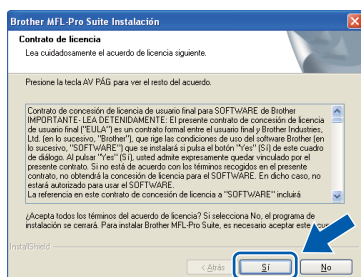 Brother MFL-Pro Suite Instalación
Contrato de licencia
Lea cuidadosamente el acuerdo de licencia siguiente.
Presione la tecla AV PÁG para ver el resto del acuerdo.
Contrato de concesión de licencia de usuario final para SOFTWARE de Brother
IMPORTANTE - LEA DETENIDAMENTE: El presente contrato de concesión de licencia
de usuario final ("EULA") es un contrato formal entre el usuario final y Brother Industries,
Ltd. (en lo sucesivo, "Brother"), que rige las condiciones de uso del software Brother (en
lo sucesivo, "SOFTWARE") que se instalará si pulsa el botón "Yes" (Sí) de este cuadro
de diálogo. Al pulsar "Yes" (Sí), usted admite expresamente quedar vinculado por el
presente contrato. Si no está de acuerdo con los términos recogidos en el presente
contrato, no obtendrá la concesión de licencia para el SOFTWARE. En dicho caso, no
estará autorizado para usar el SOFTWARE.
La referencia en este contrato de concesión de licencia a "SOFTWARE" incluirá
¿Acepta todos los términos del acuerdo de licencia? Si selecciona No, el programa de
instalación se cerrará. Para instalar Brother MFL-Pro Suite, es necesario aceptar este
InstallShield
< Atrás
Sí
No